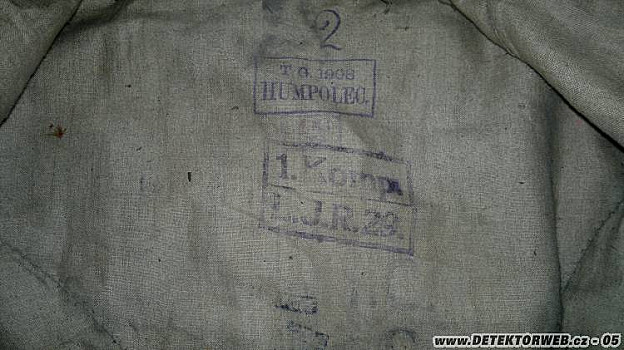 2
T. G. 1908
HUMPOLEC.
1. Komp.
L.J.R. 29.
www.DETEKTORWEB.cz - 05